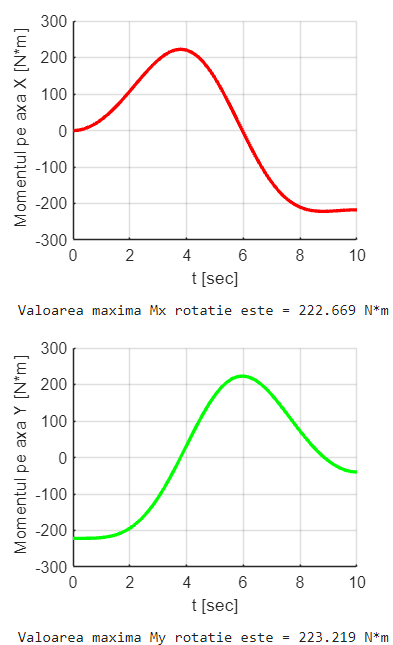 300
200
100
0
-100
-200
-300
Momentul pe axa X [N*m]
0 2 4 6 8 10
t [sec]
Valoarea maxima Mx rotatie este = 222.669 N*m
300
200
100
0
-100
-200
-300
Momentul pe axa Y [N*m]
0 2 4 6 8 10
t [sec]
Valoarea maxima My rotatie este = 223.219 N*m